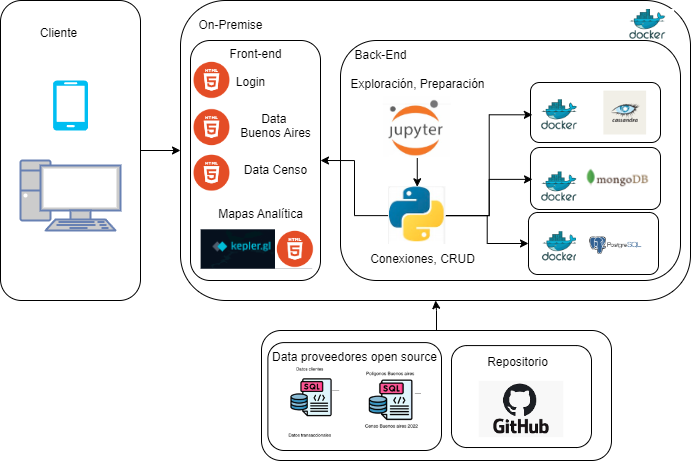 Cliente
On-Premise
docker
Front-end
HTML
5
Login
HTML
5
Data
Buenos Aires
HTML
5
Data Censo
Mapas Analítica
kepler.gl
HTML
5
Back-End
Exploración, Preparación
jupyter
Conexiones, CRUD
docker
cassandra
docker
mongoDB
docker
PostgreSQL
Data proveedores open source
Datos clientes
SQL
</>
Datos transaccionales
Poligonos Buenos aires
SQL
</>
Censo Buenos aires 2022
Repositorio
GitHub